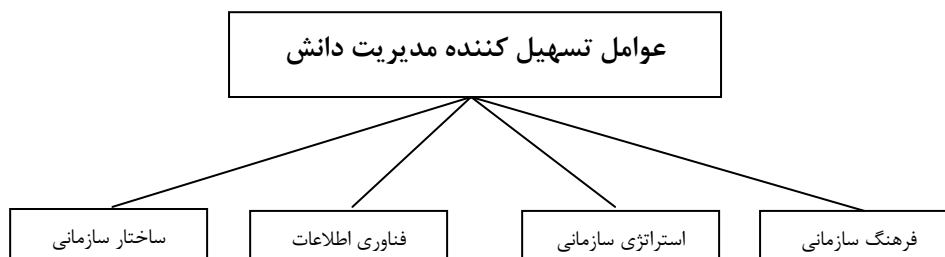 عوامل تسهیل کننده مدیریت دانش
فرهنگ سازمانی
استراتژی سازمانی
فناوری اطلاعات
ساختار سازمانی